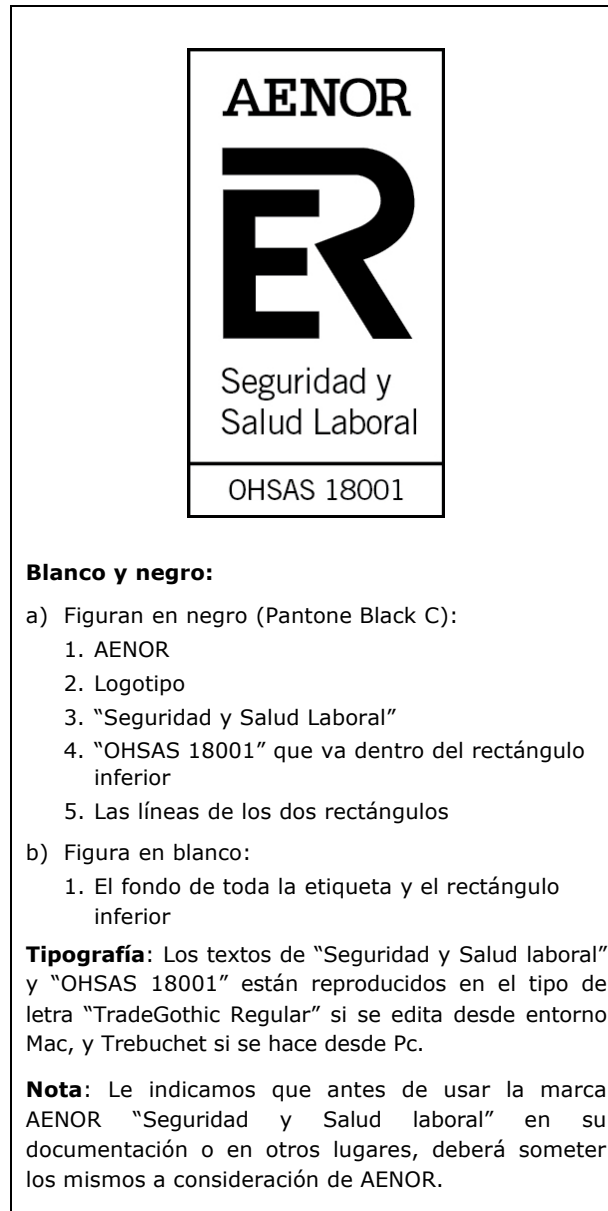 AENOR
ER
Seguridad y
Salud Laboral
OHSAS 18001
Blanco y negro:
a) Figuran en negro (Pantone Black C):
1. AENOR
2. Logotipo
3. “Seguridad y Salud Laboral”
4. “OHSAS 18001” que va dentro del rectángulo
inferior
5. Las líneas de los dos rectángulos
b) Figura en blanco:
1. El fondo de toda la etiqueta y el rectángulo
inferior
Tipografía: Los textos de “Seguridad y Salud laboral”
y “OHSAS 18001” están reproducidos en el tipo de
letra “TradeGothic Regular” si se edita desde entorno
Mac, y Trebuchet si se hace desde Pc.
Nota: Le indicamos que antes de usar la marca
AENOR “Seguridad y Salud laboral” en su
documentación o en otros lugares, deberá someter
los mismos a consideración de AENOR.